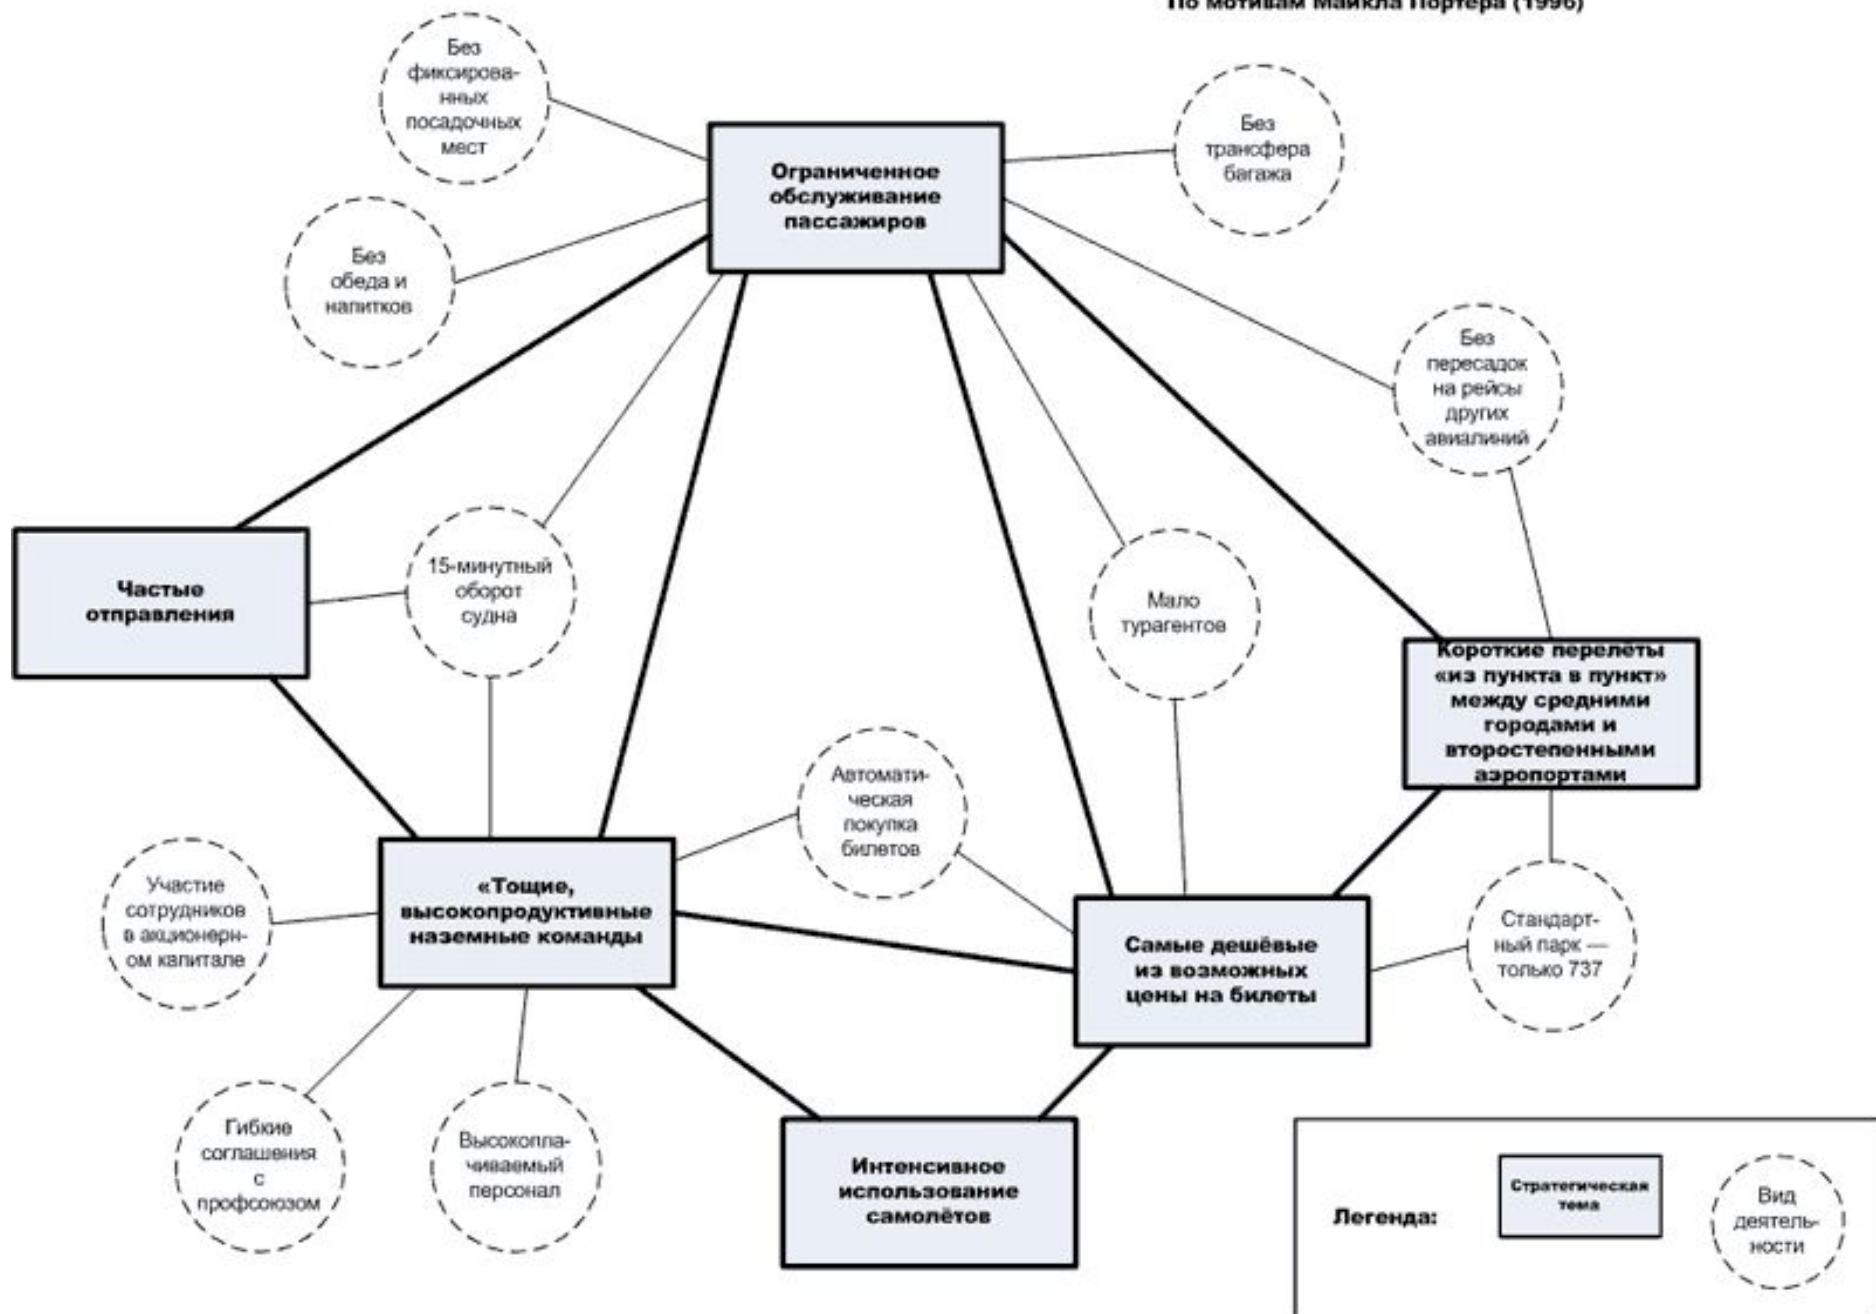 По мотивам Майкла Портера (1996)
Без
фиксирова-
нных
посадочных
мест
Ограниченное
обслуживание
пассажиров
Без
трансфера
багажа
Без
обеда и
напитков
Без
пересадок
на рейсы
других
авиалиний
Частые
отправления
15-минутный
оборот
судна
Мало
турагентов
Короткие перелёты
«из пункта в пункт»
между средними
городами и
второстепенными
аэропортами
Автомати-
ческая
покупка
билетов
Участие
сотрудников
в акционерн-
ом капитале
«Тощие,
высокопродуктивные
наземные команды
Самые дешёвые
из возможных
цены на билеты
Стандарт-
ный парк —
только 737
Гибкие
соглашения
с
профсоюзом
Высокопла-
чиваемый
персонал
Интенсивное
использование
самолётов
Легенда:
Стратегическая
тема
Вид
деятель-
ности